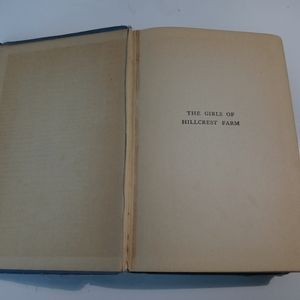 THE GIRLS OF
HILLCREST FARM